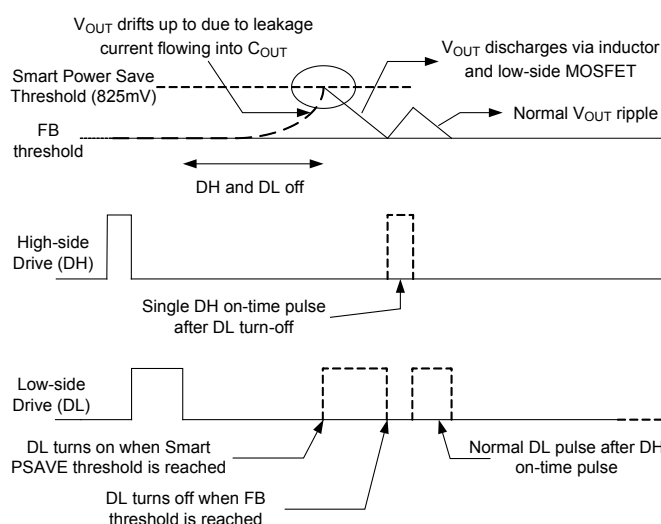 V_OUT drifts up to due to leakage
current flowing into C_OUT
V_OUT discharges via inductor
and low-side MOSFET
Smart Power Save
Threshold (825mV)
Normal V_OUT ripple
FB
threshold
DH and DL off
High-side
Drive (DH)
Single DH on-time pulse
after DL turn-off
Low-side
Drive (DL)
DL turns on when Smart
PSAVE threshold is reached
Normal DL pulse after DH
on-time pulse
DL turns off when FB
threshold is reached